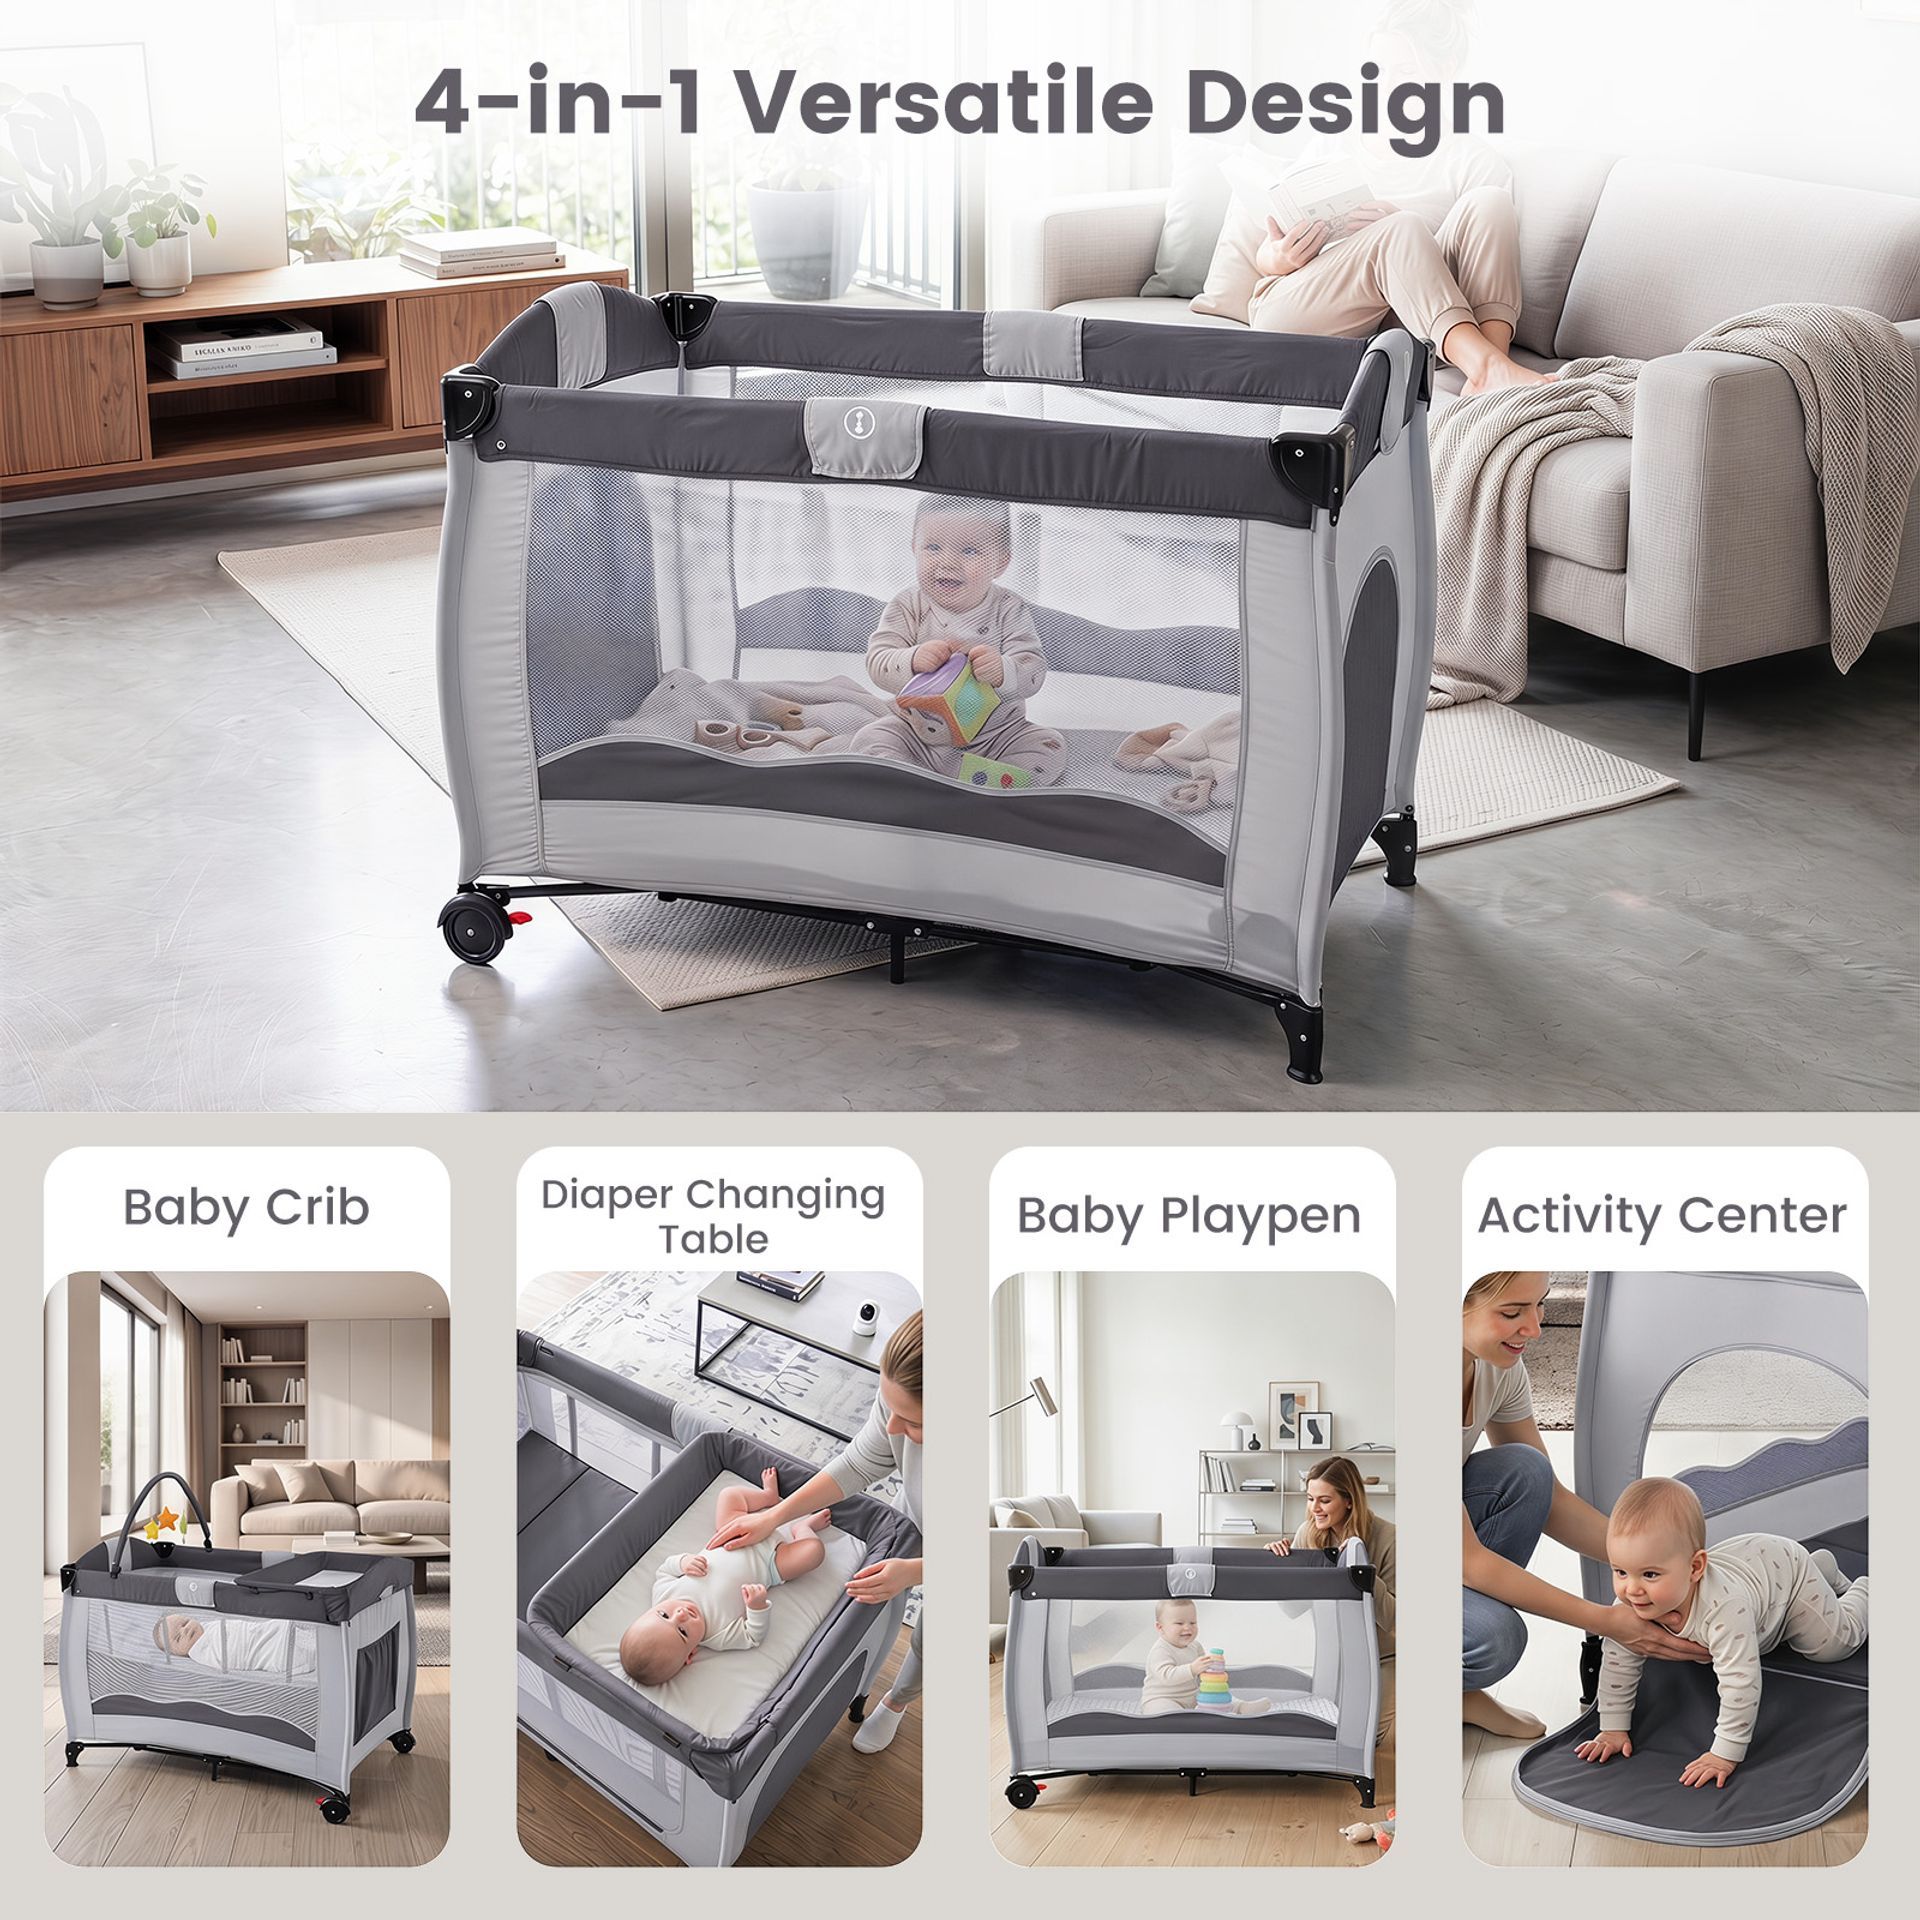 4-in-1 Versatile Design
Baby Crib
Diaper Changing
Table
Baby Playpen
Activity Center